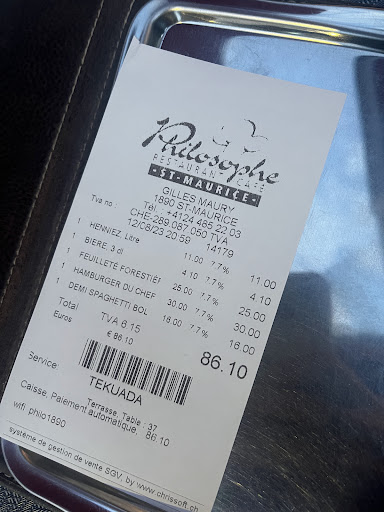 Philosophe
RESTAURANT CAFÉ
- ST-MAURICE -
GILLES MAURY
1890 ST-MAURICE
Tél +4124 485 22 03
Tva no : CHE-289.087.050 TVA
12/8/23 20:59 14179
1 HENNIEZ. Litre 11.00 7.7% 11.00
1 BIERE, 3 cl 4.10 7.7% 4.10
1 FEUILLETE FORESTIÈR 25.00 7.7% 25.00
1 HAMBURGER DU CHEF 30.00 7.7% 30.00
1 DEMI SPAGHETTI BOL 16.00 7.7% 16.00
Total TVA 6.15 86.10
Euros € 86.10
Service: TEKUADA
Terrasse, Table : 37
Caisse, Paiement automatique, 86.10
wifi philo1890
système de gestion de vente SGV, by www.chrissoft.ch